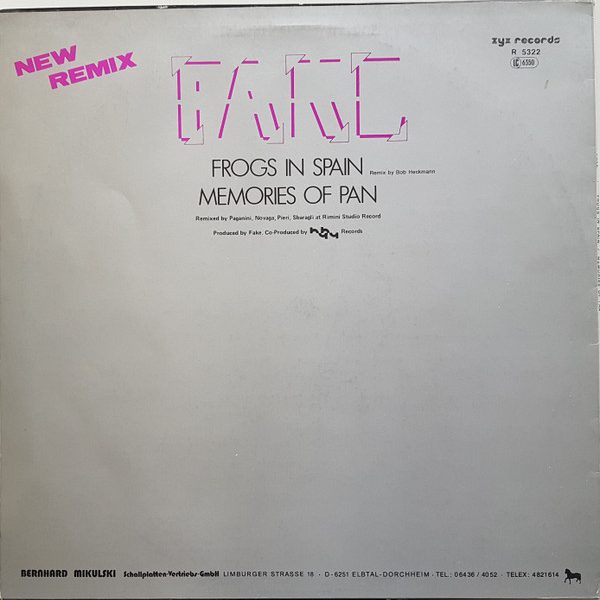 NEW
REMIX
FAKE
xyz records
R 5322
LC 6350
FROGS IN SPAIN Remix by Bob Heckmann
MEMORIES OF PAN
Remixed by Paganini, Novaga, Pieri, Sbaragli at Rimini Studio Record
Produced by Fake. Co-Produced by Records
BERNHARD MIKULSKI Schallplatten-Vertriebs-GmbH LIMBURGER STRASSE 18 · D-6251 ELBTAL-DORCHHEIM · TEL.: 06436 / 4052 · TELEX: 4821614